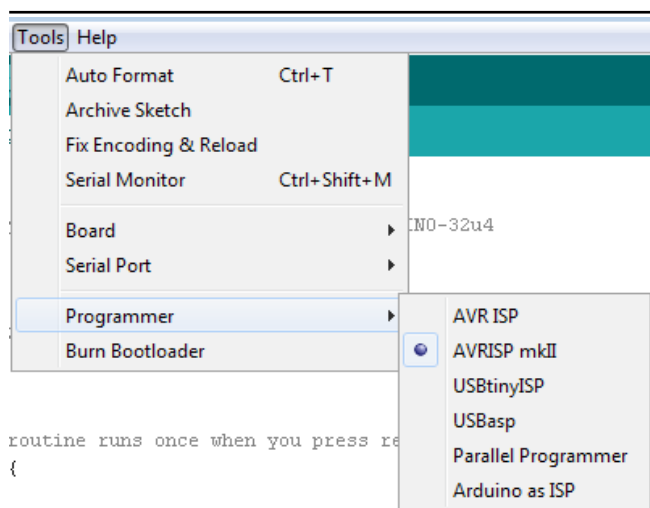 Tools Help
Auto Format Ctrl+T
Archive Sketch
Fix Encoding & Reload
Serial Monitor Ctrl+Shift+M
Board INO-32u4
Serial Port
Programmer AVR ISP
Burn Bootloader AVRISP mkII
USBtinyISP
USBasp
routine runs once when you press re
Parallel Programmer
{
Arduino as ISP